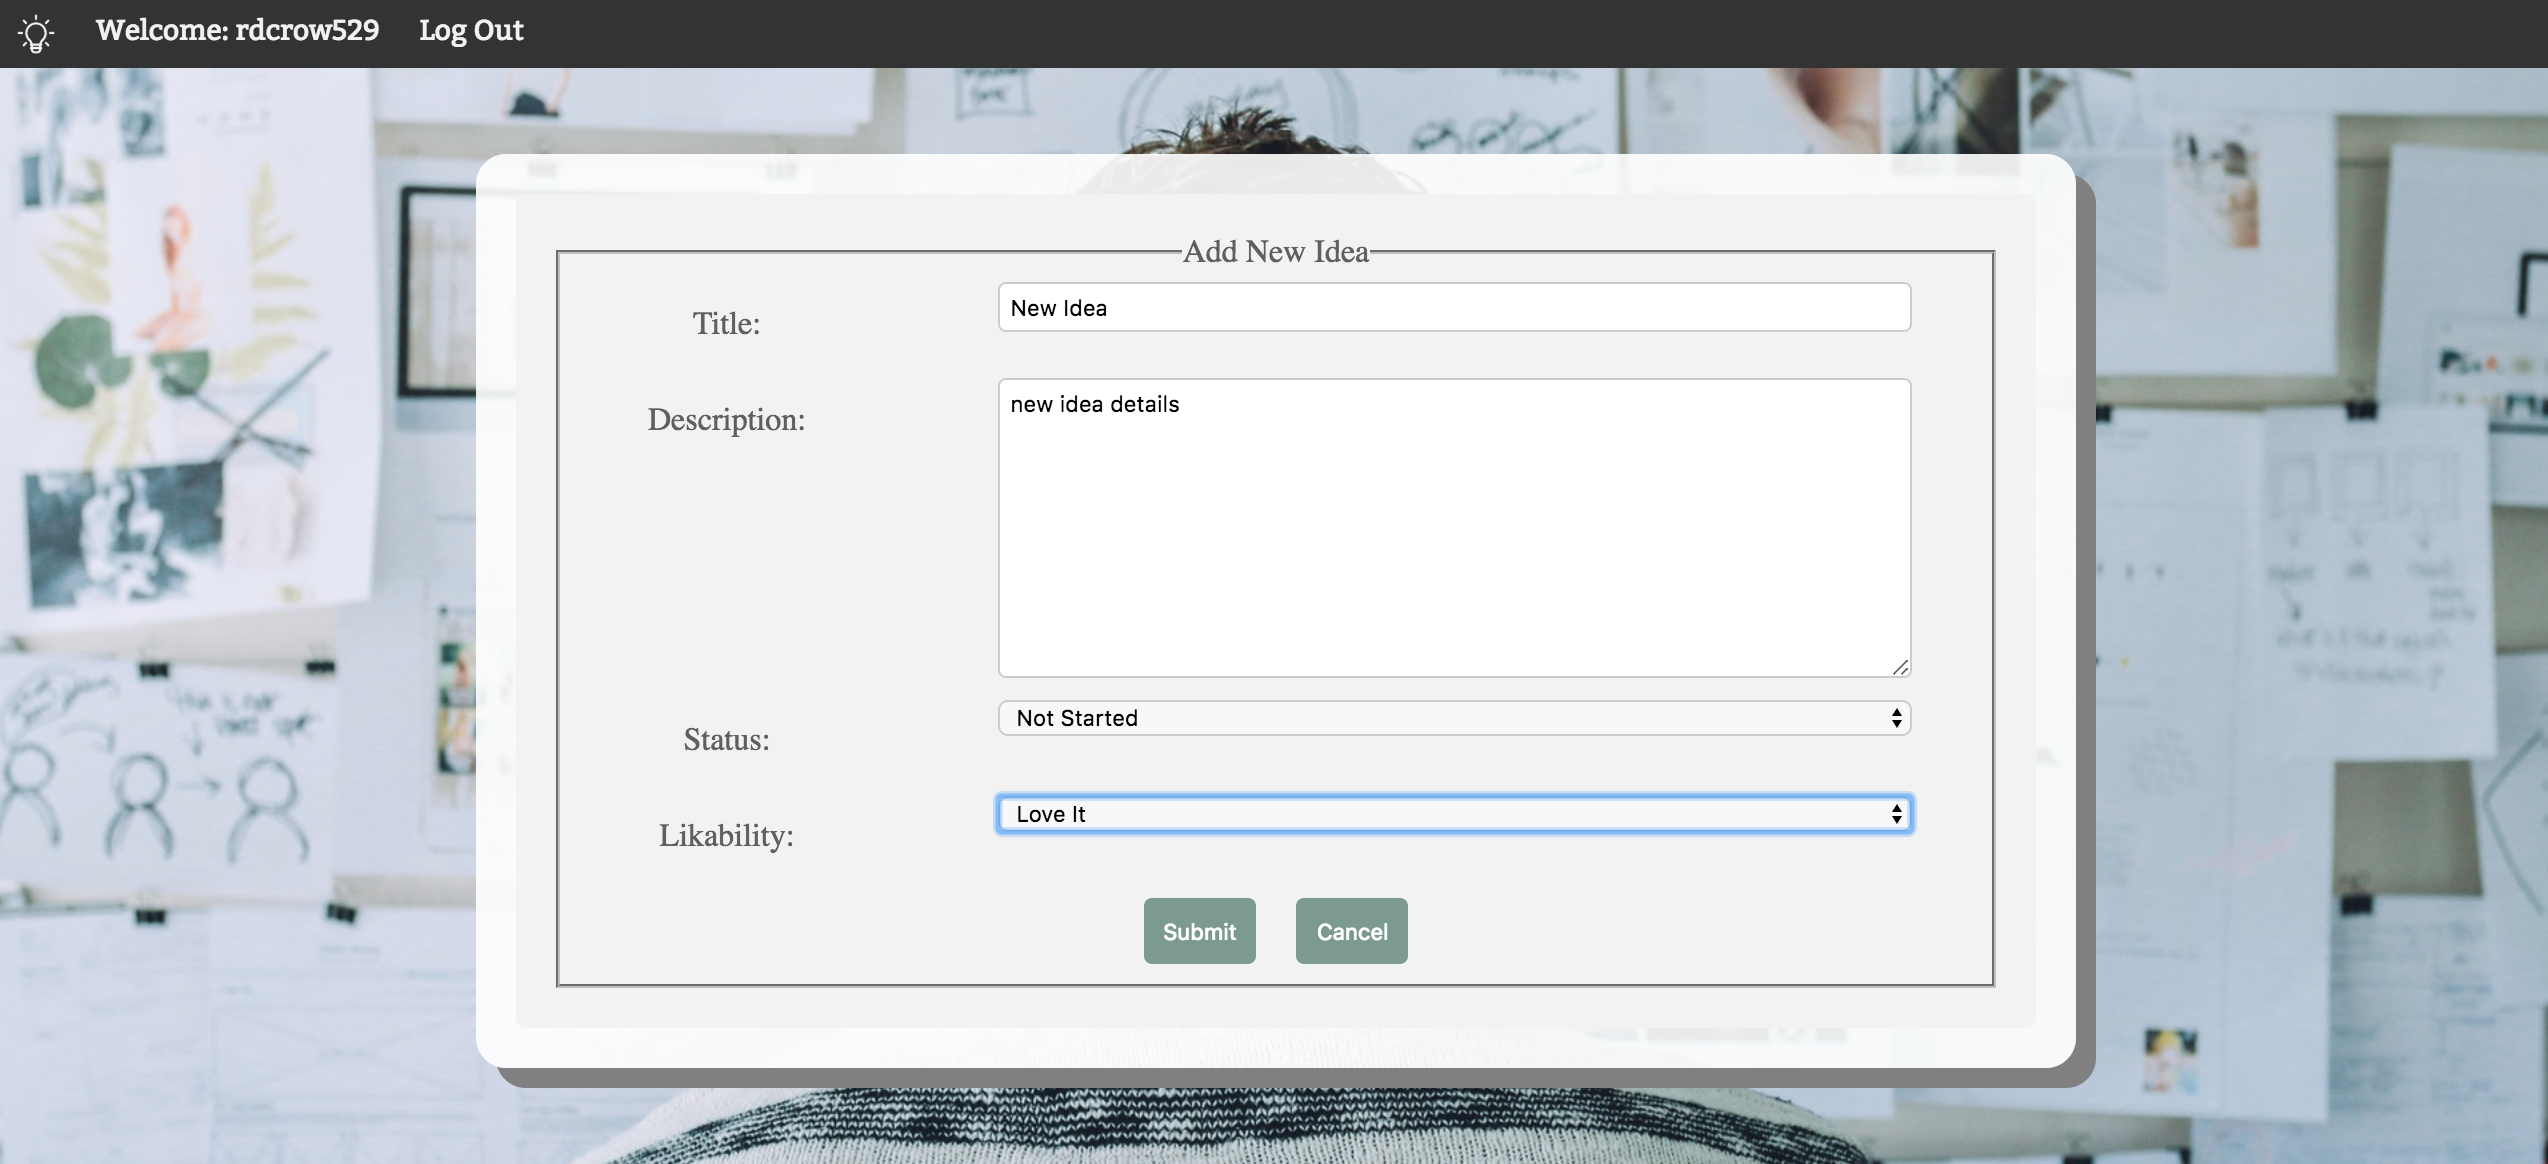 Welcome: rdcrow529 Log Out
Add New Idea
Title: New Idea
Description: new idea details
Status: Not Started
Likability: Love It
Submit Cancel